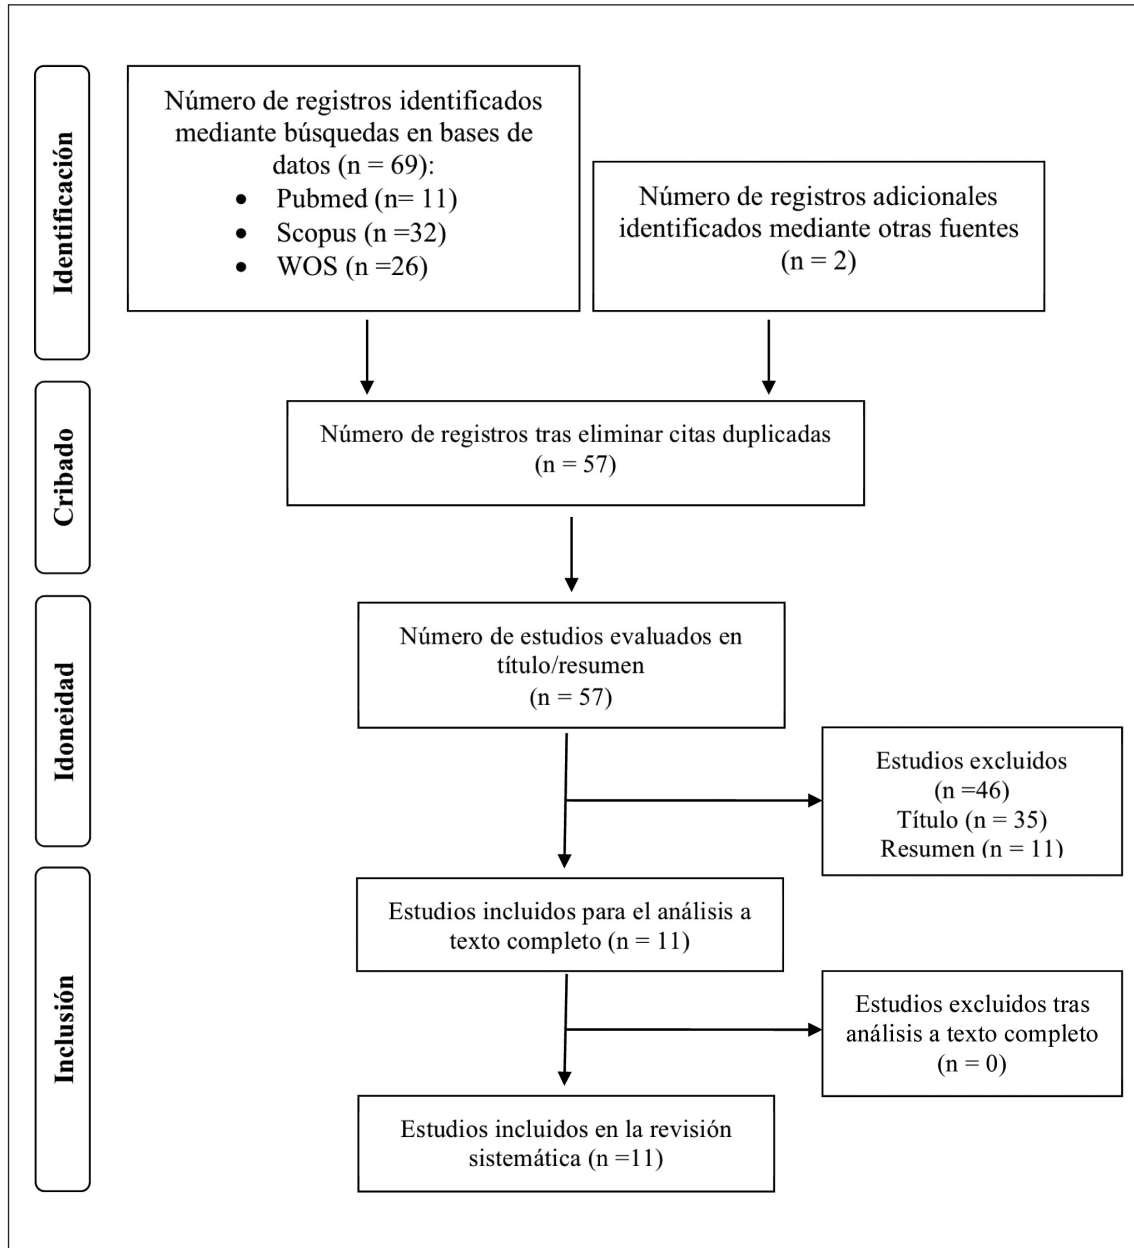 Identificación
Número de registros identificados
mediante búsquedas en bases de
datos (n = 69):
• Pubmed (n= 11)
• Scopus (n =32)
• WOS (n =26)
Número de registros adicionales
identificados mediante otras fuentes
(n = 2)
Cribado
Número de registros tras eliminar citas duplicadas
(n = 57)
Idoneidad
Número de estudios evaluados en
título/resumen
(n = 57)
Estudios excluidos
(n =46)
Título (n = 35)
Resumen (n = 11)
Inclusión
Estudios incluidos para el análisis a
texto completo (n = 11)
Estudios excluidos tras
análisis a texto completo
(n = 0)
Estudios incluidos en la revisión
sistemática (n =11)